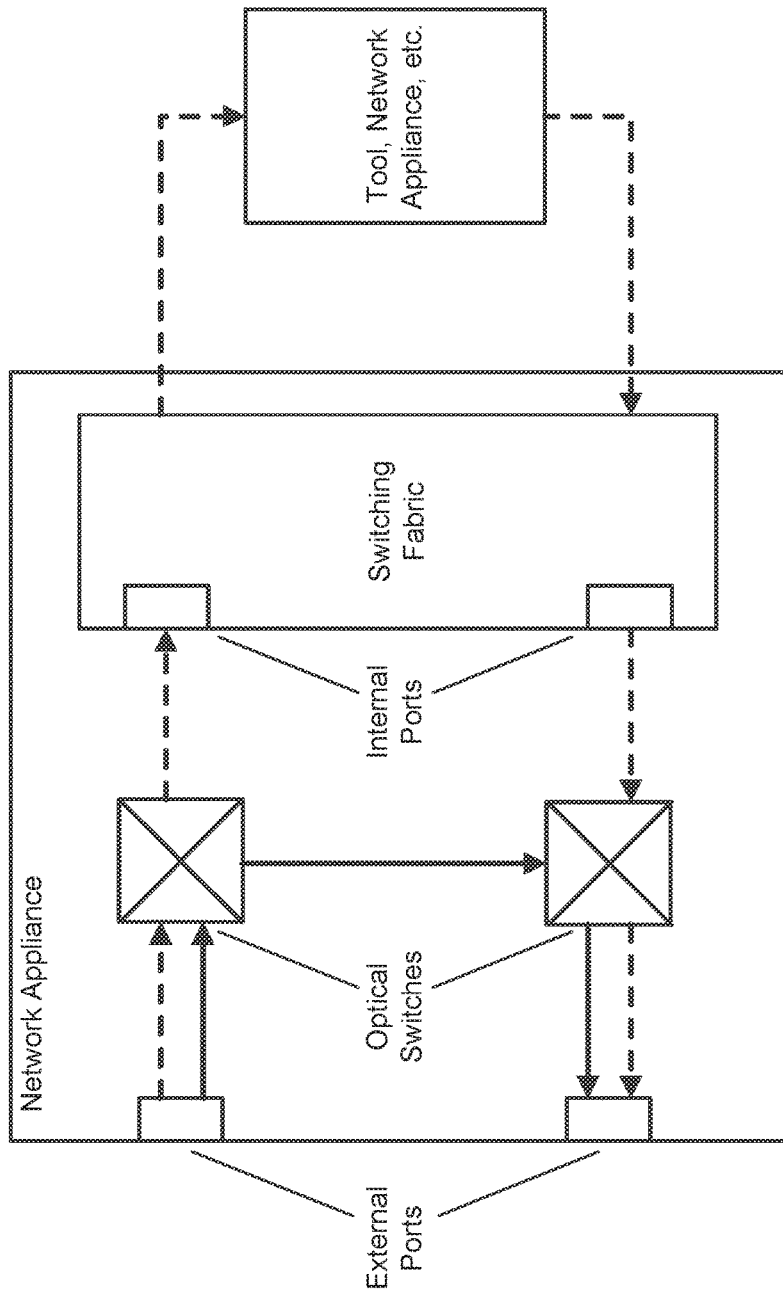 Network Appliance
External
Ports
Optical
Switches
Internal
Ports
Switching
Fabric
Tool, Network
Appliance, etc.